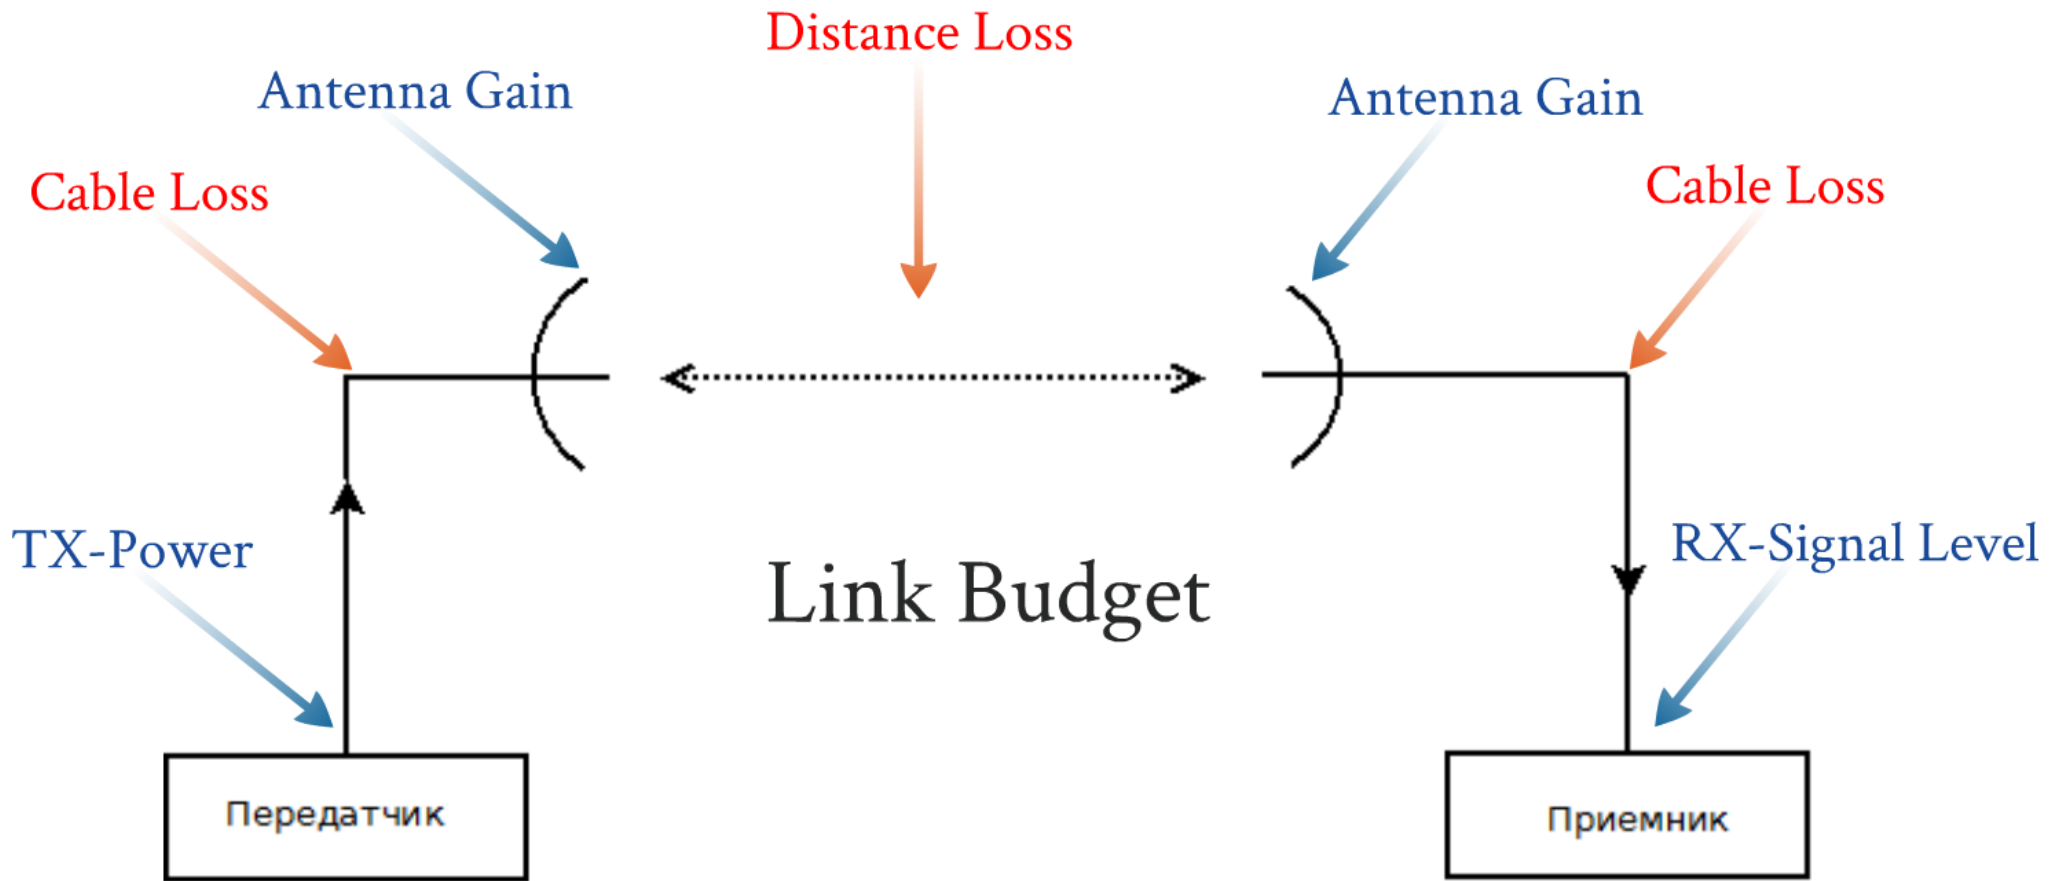 Distance Loss
Antenna Gain
Antenna Gain
Cable Loss
Cable Loss
TX-Power
RX-Signal Level
Link Budget
Передатчик
Приемник